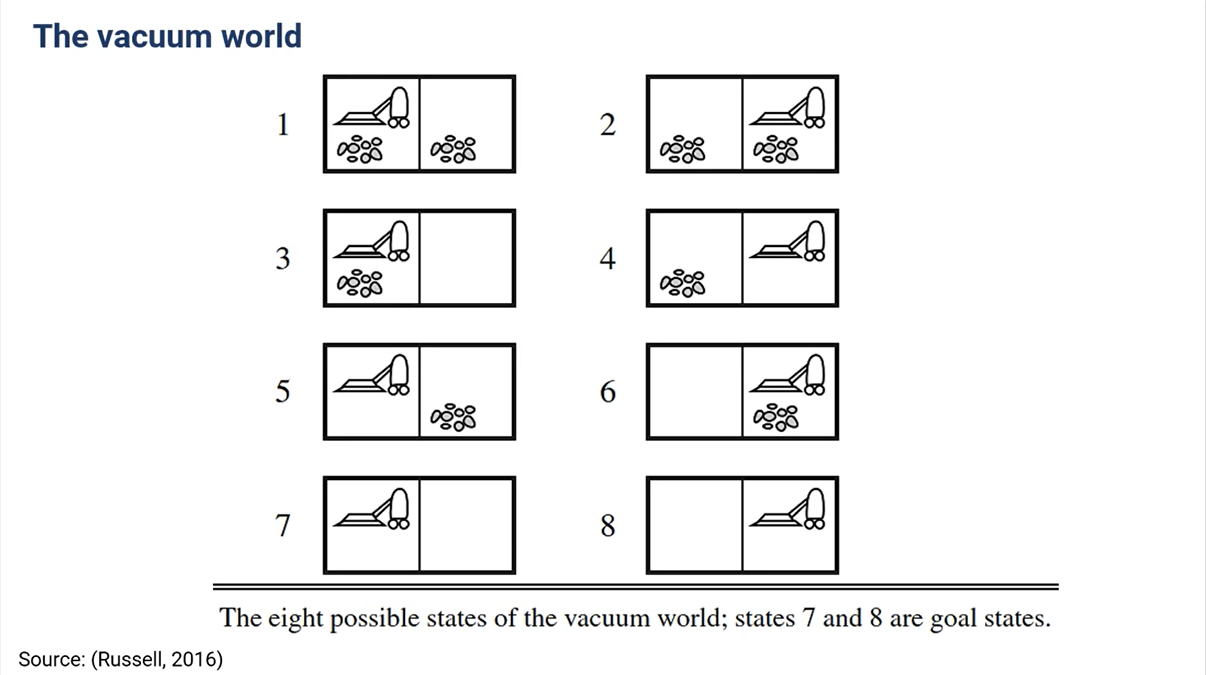 The vacuum world
1
2
3
4
5
6
7
8
The eight possible states of the vacuum world; states 7 and 8 are goal states.
Source: (Russell, 2016)